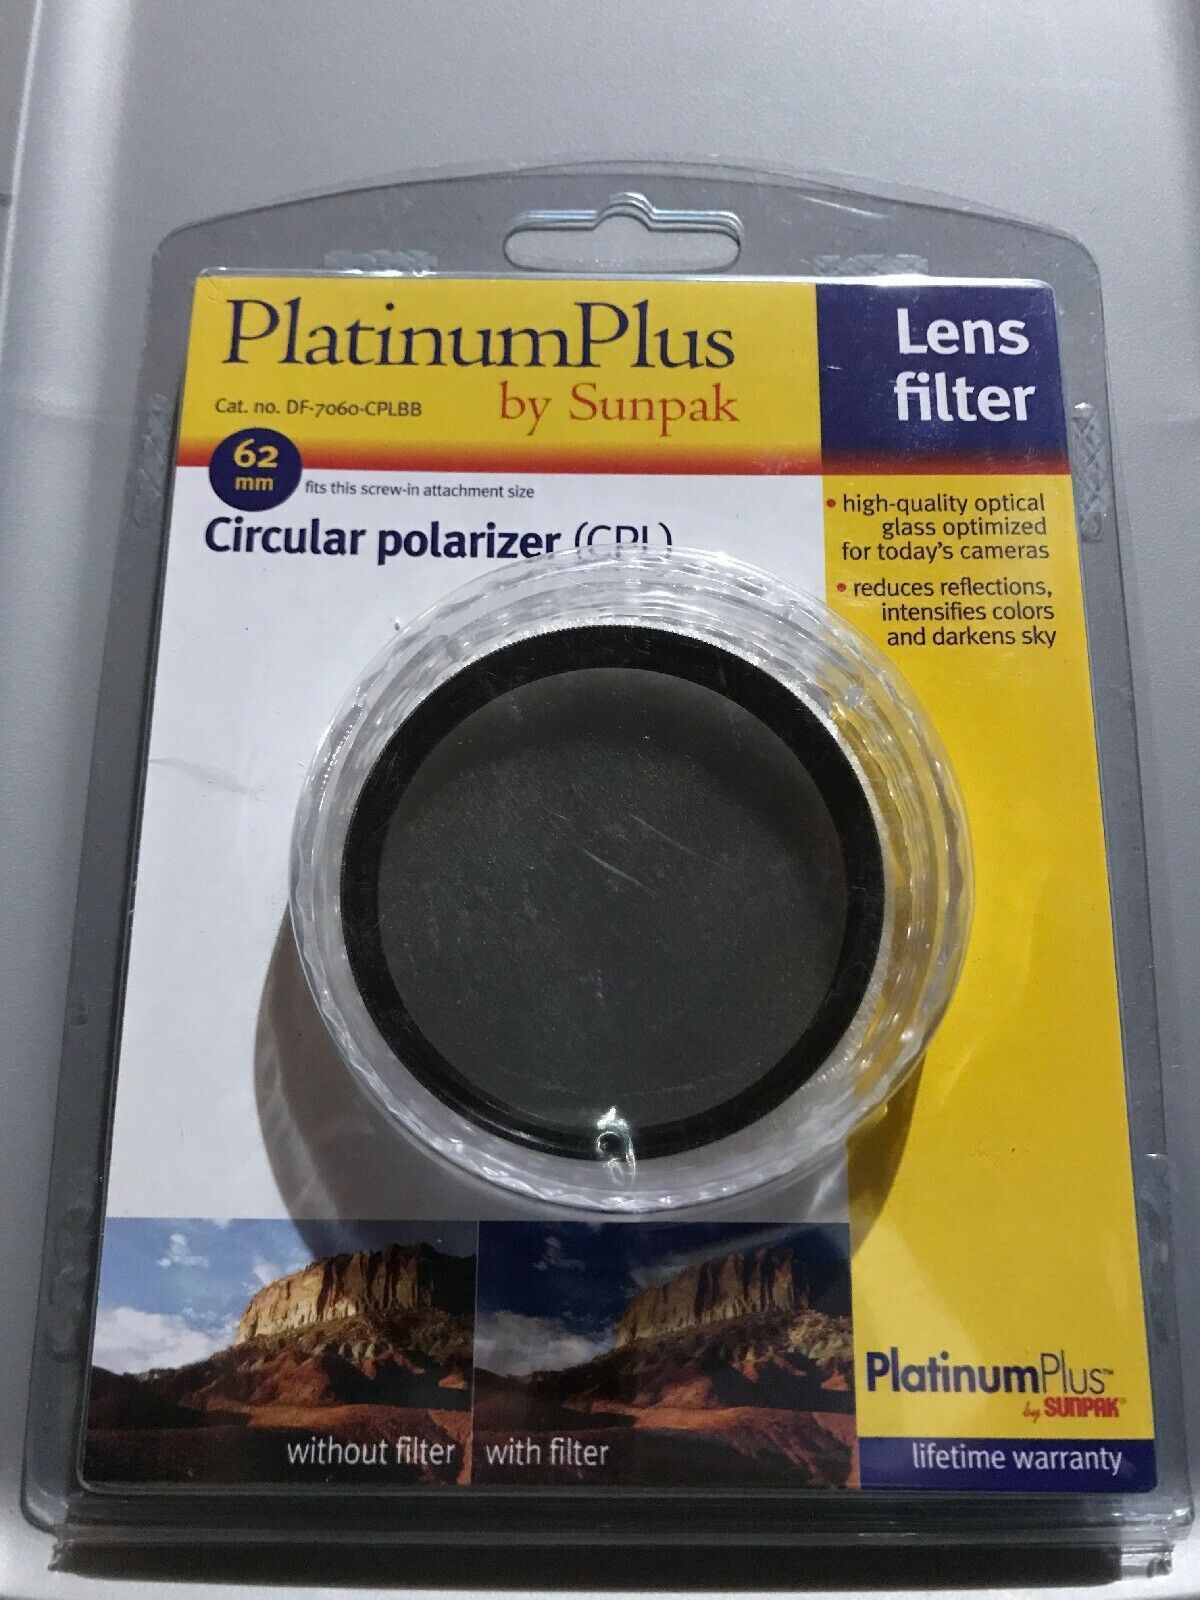 PlatinumPlus
by Sunpak
Cat. no. DF-7060-CPLBB
Lens
filter
62
mm
fits this screw-in attachment size
Circular polarizer (CPL)
• high-quality optical
glass optimized
for today's cameras
• reduces reflections,
intensifies colors
and darkens sky
without filter
with filter
PlatinumPlus™
by SUNPAK®
lifetime warranty